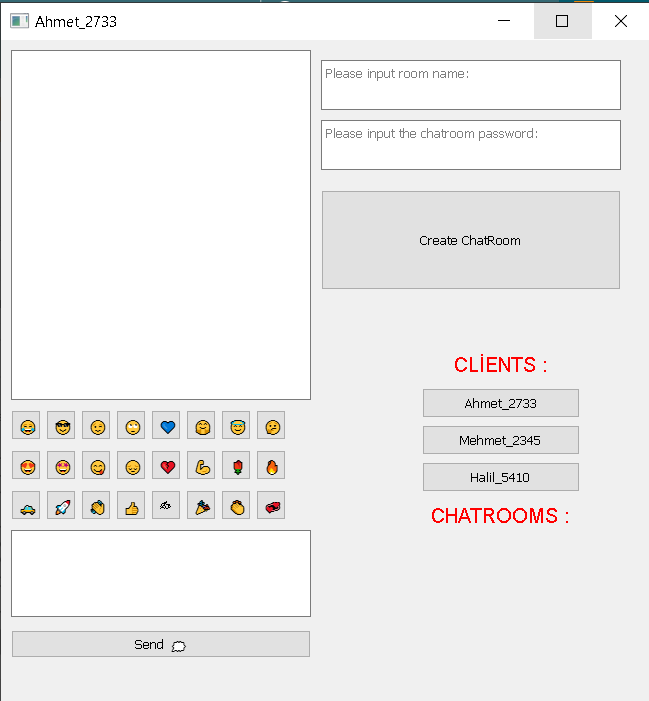 Ahmet_2733
Please input room name:
Please input the chatroom password:
Create ChatRoom
CLİENTS :
Ahmet_2733
Mehmet_2345
Halil_5410
CHATROOMS :
Send